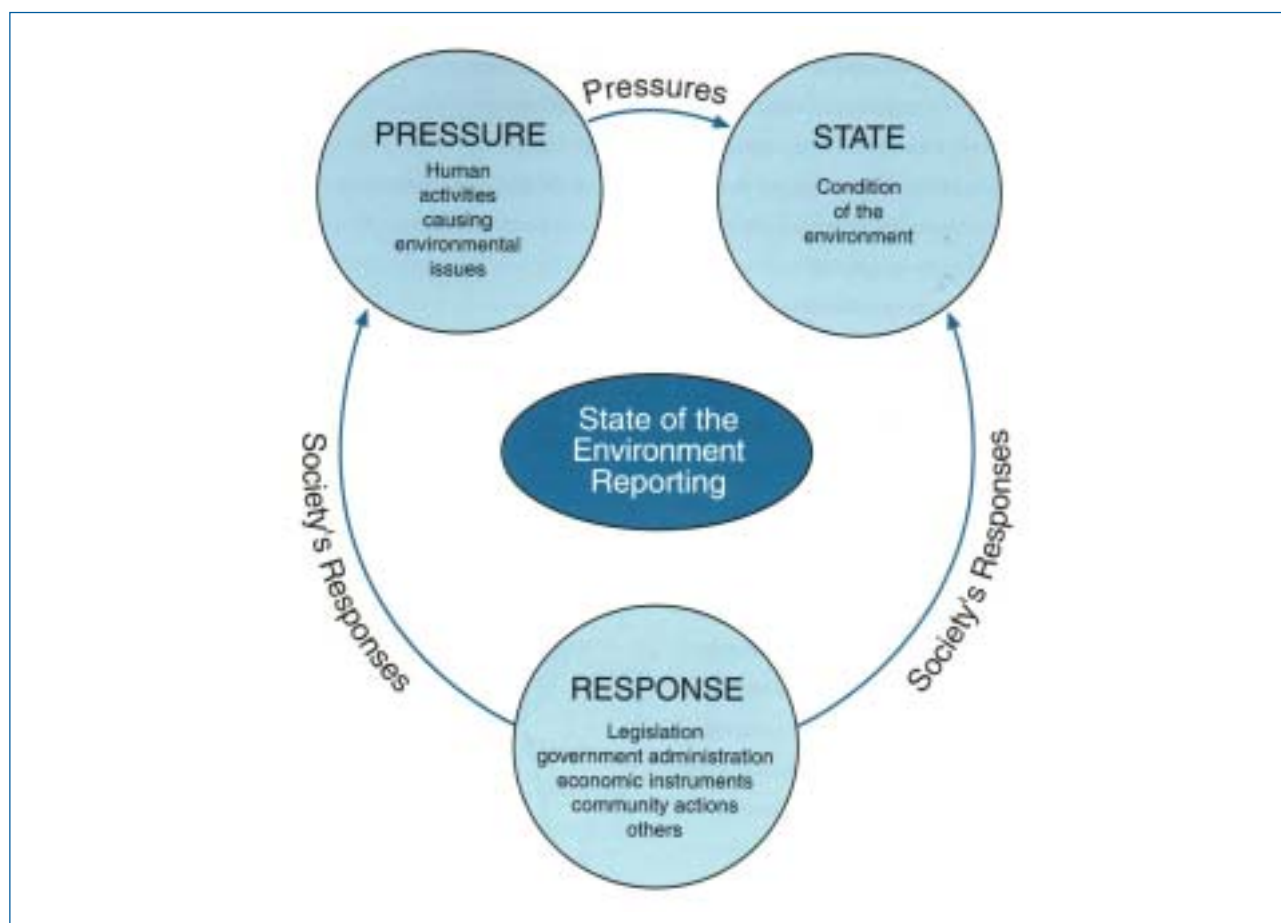 Pressures
PRESSURE
Human
activities
causing
environmental
issues
STATE
Condition
of the
environment
State of the
Environment
Reporting
Society's Responses
Society's Responses
RESPONSE
Legislation
government administration
economic instruments
community actions
others